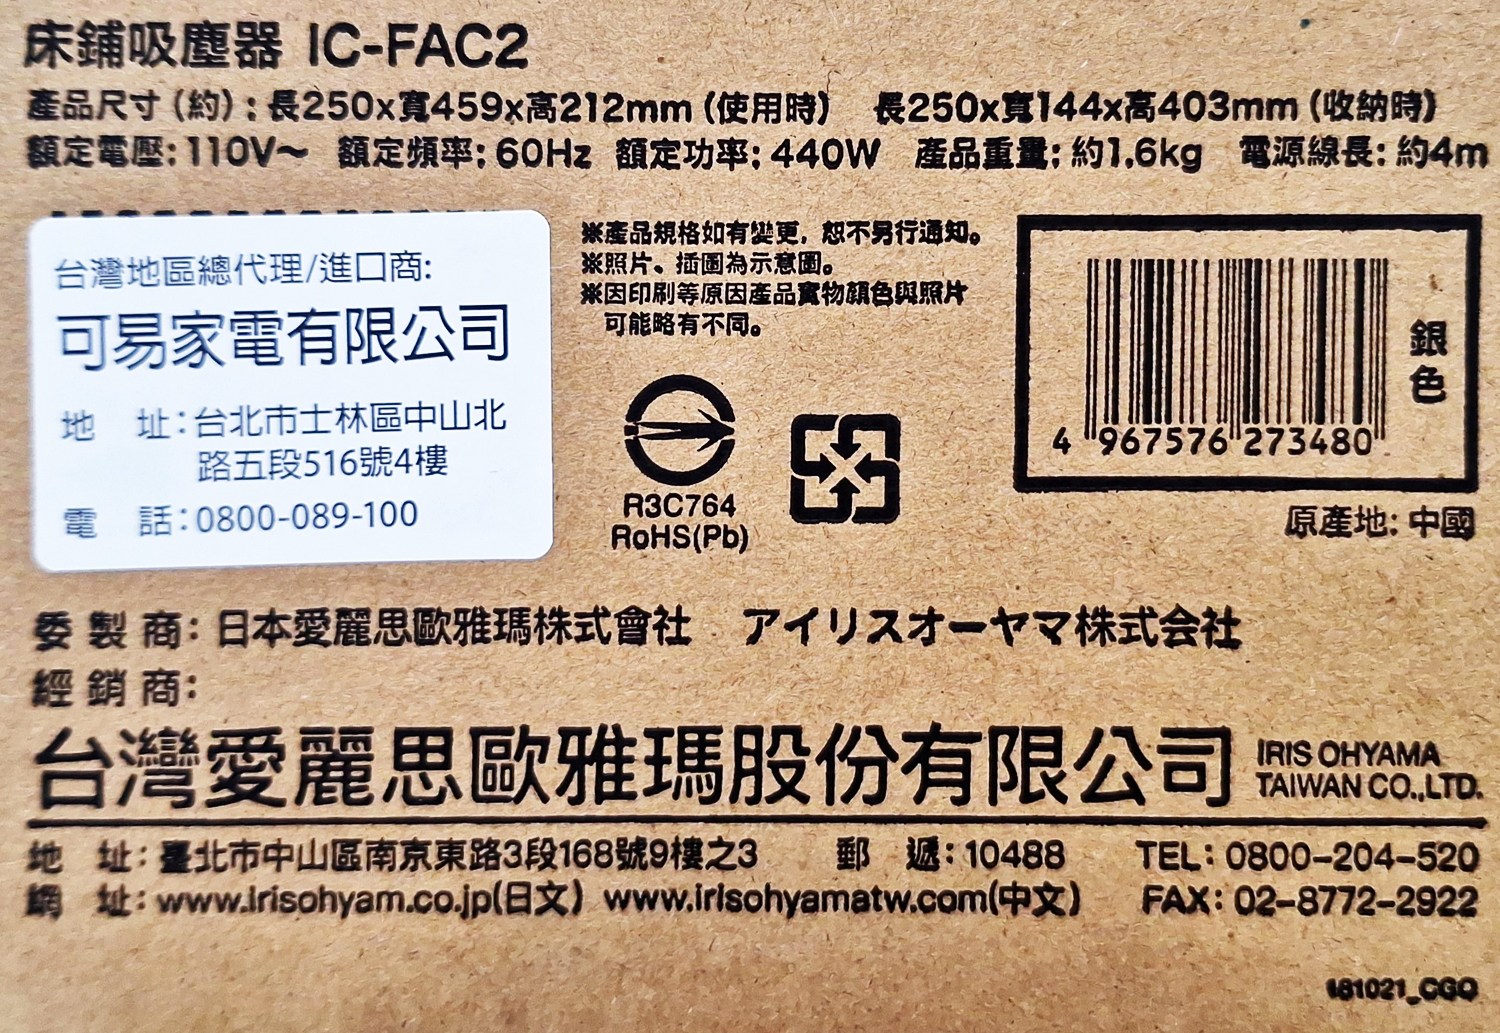 床鋪吸塵器 IC-FAC2
產品尺寸(約):長250x寬459x高212mm(使用時) 長250x寬144x高403mm(收納時)
額定電壓:110V～ 額定頻率:60Hz 額定功率:440W 產品重量:約1.6kg 電源線長:約4m
台灣地區總代理/進口商:
可易家電有限公司
地 址:台北市士林區中山北
路五段516號4樓
電 話:0800-089-100
※產品規格如有變更,恕不另行通知。
※照片、插圖為示意圖。
※因印刷等原因產品實物顏色與照片
可能略有不同。
R3C764
RoHS(Pb)
銀色
4 967576 273480
原產地:中國
委製商:日本愛麗思歐雅瑪株式會社 アイリスオーヤマ株式会社
經銷商:
台灣愛麗思歐雅瑪股份有限公司 IRIS OHYAMA
TAIWAN CO.,LTD.
地 址:臺北市中山區南京東路3段168號9樓之3 郵 遞:10488 TEL:0800-204-520
網 址:www.irisohyam.co.jp(日文) www.irisohyamatw.com(中文) FAX:02-8772-2922